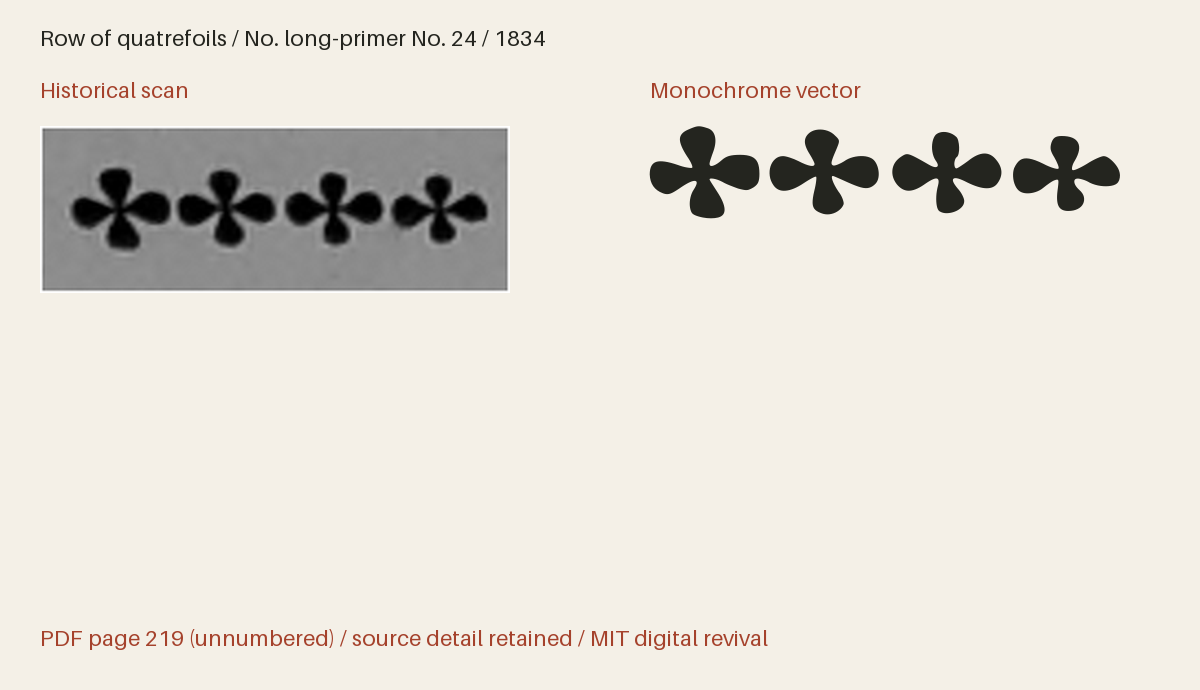 Row of quatrefoils / No. long-primer No. 24 / 1834
Historical scan
Monochrome vector
PDF page 219 (unnumbered) / source detail retained / MIT digital revival